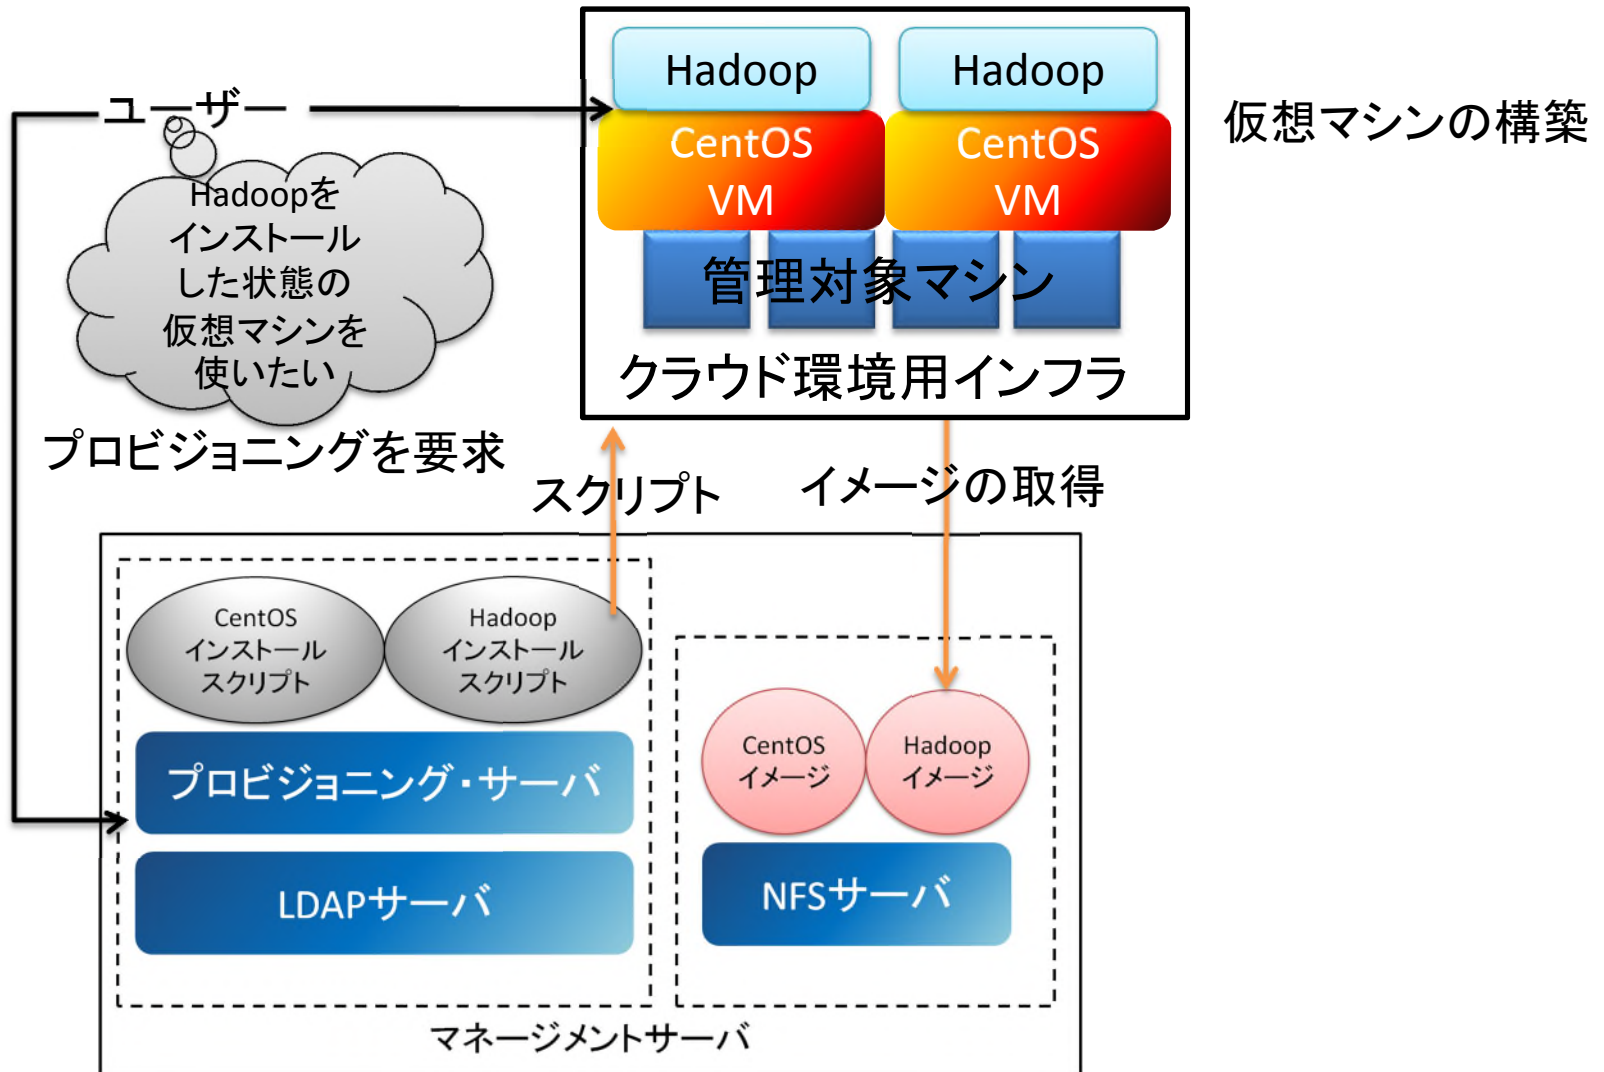 Hadoop
Hadoop
ユーザー
CentOS
VM
CentOS
VM
仮想マシンの構築
Hadoopを
インストール
した状態の
仮想マシンを
使いたい
管理対象マシン
クラウド環境用インフラ
プロビジョニングを要求
スクリプト
イメージの取得
CentOS
インストール
スクリプト
Hadoop
インストール
スクリプト
CentOS
イメージ
Hadoop
イメージ
プロビジョニング・サーバ
LDAPサーバ
NFSサーバ
マネージメントサーバ